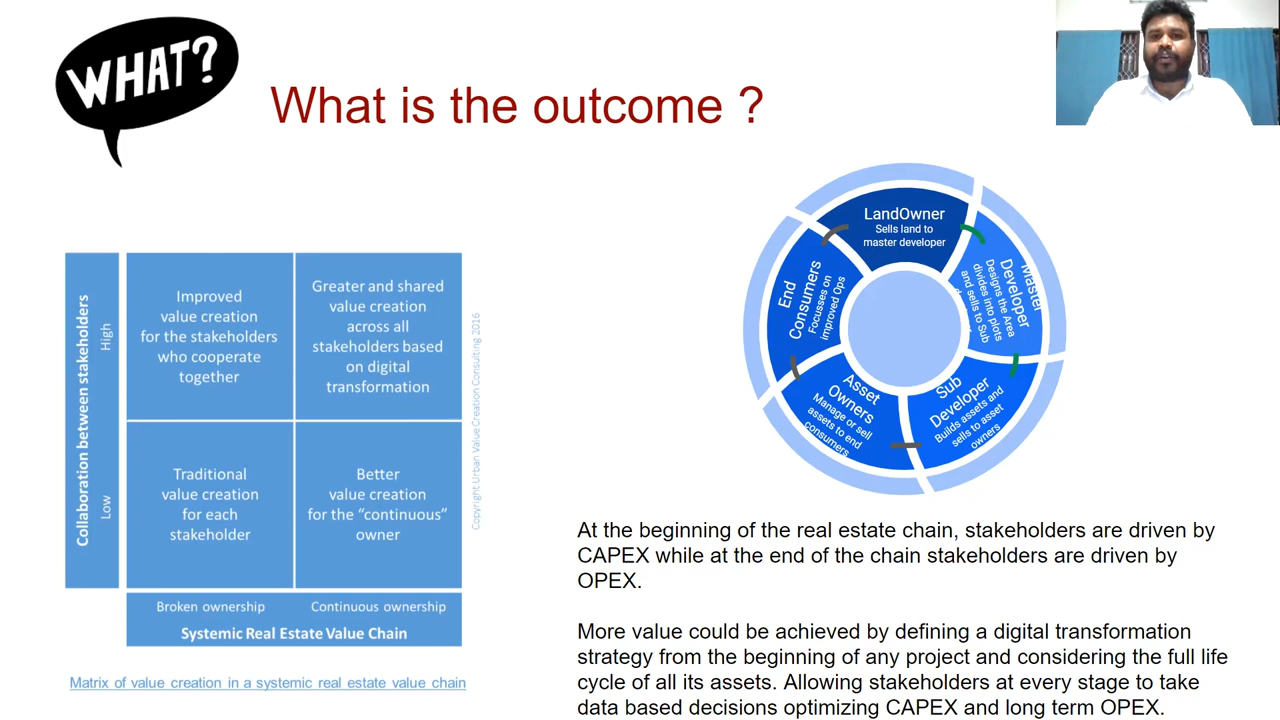 WHAT?
What is the outcome ?
Collaboration between stakeholders
High
Low
Improved
value creation
for the stakeholders
who cooperate
together
Greater and shared
value creation
across all
stakeholders based
on digital
transformation
Traditional
value creation
for each
stakeholder
Better
value creation
for the “continuous”
owner
Broken ownership
Continuous ownership
Systemic Real Estate Value Chain
Copyright Urban Value Creation Consulting 2016
Matrix of value creation in a systemic real estate value chain
LandOwner
Sells land to
master developer
Master
Developer
Designs the Area
divides into plots
and sells to Sub
Sub
Developer
Builds assets and
sells to asset
owners
Asset
Owners
Manage or sell
assets to end
consumers
End
Consumers
Focusses on
improved Ops
At the beginning of the real estate chain, stakeholders are driven by
CAPEX while at the end of the chain stakeholders are driven by
OPEX.
More value could be achieved by defining a digital transformation
strategy from the beginning of any project and considering the full life
cycle of all its assets. Allowing stakeholders at every stage to take
data based decisions optimizing CAPEX and long term OPEX.